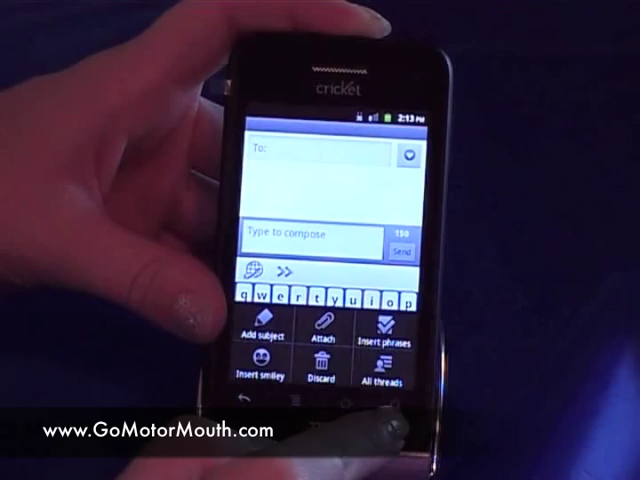 cricket
2:13 PM
To:
Type to compose
150
Send
q w e r t y u i o p
Add subject
Attach
Insert phrases
Insert smiley
Discard
All threads
www.GoMotorMouth.com